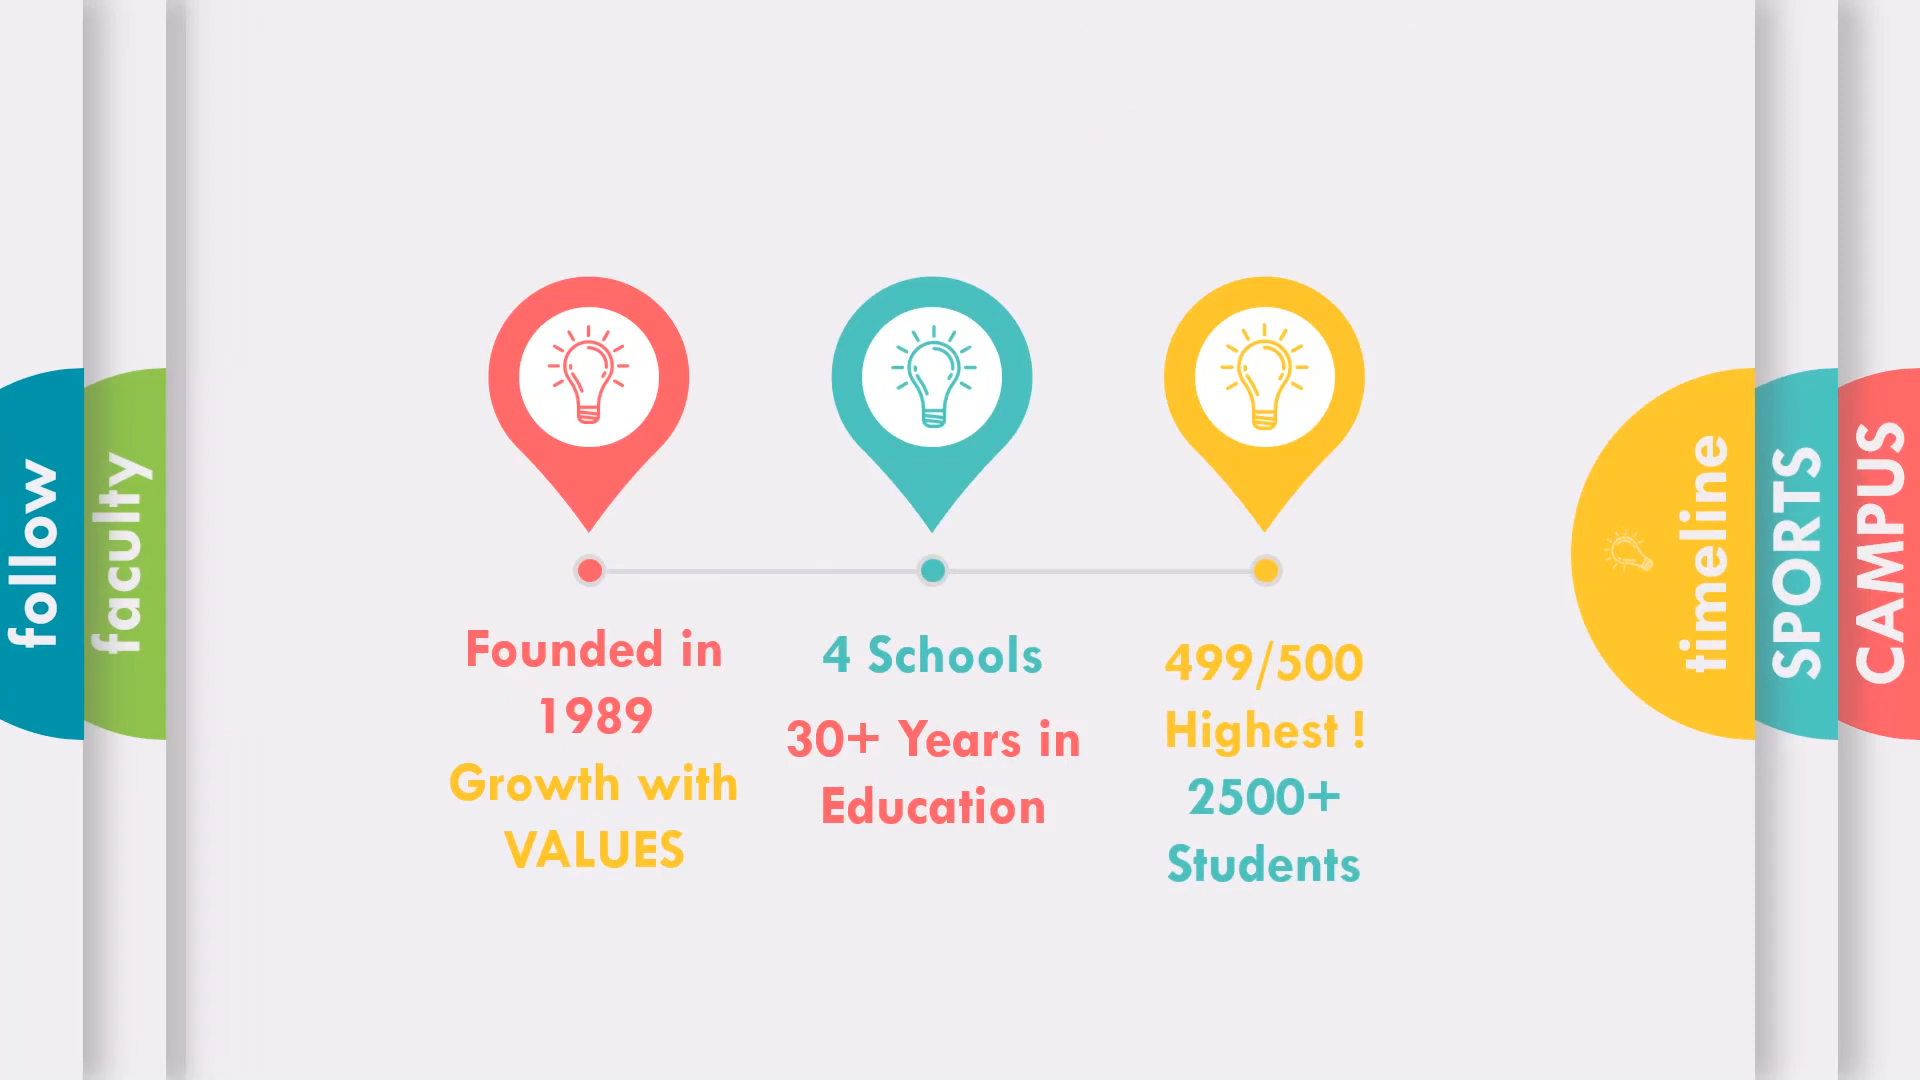 follow
faculty
Founded in
1989
Growth with
VALUES
4 Schools
30+ Years in
Education
499/500
Highest !
2500+
Students
timeline
SPORTS
CAMPUS